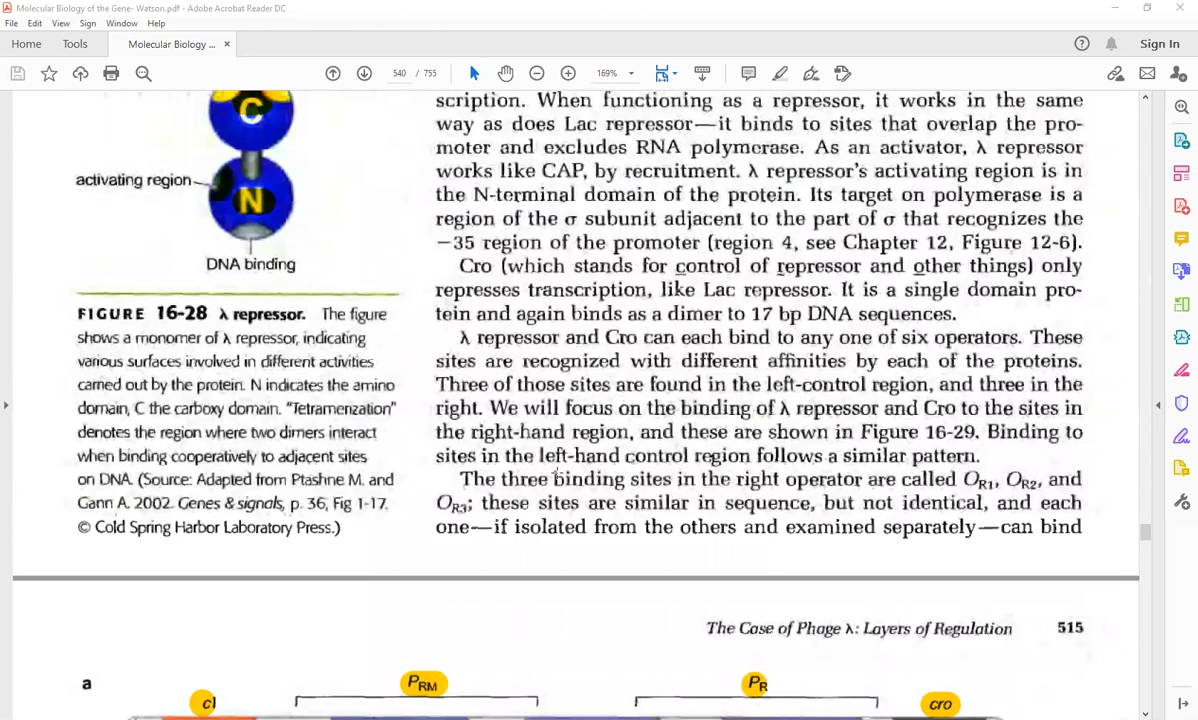 Molecular Biology of the Gene- Watson.pdf - Adobe Acrobat Reader DC
File Edit View Sign Window Help
Home Tools Molecular Biology ... × Sign In
540 / 755 169%
C
activating region
N
DNA binding
FIGURE 16-28 λ repressor. The figure
shows a monomer of λ repressor, indicating
various surfaces involved in different activities
carried out by the protein. N indicates the amino
domain, C the carboxy domain. "Tetramerization"
denotes the region where two dimers interact
when binding cooperatively to adjacent sites
on DNA. (Source: Adapted from Ptashne M. and
Gann A. 2002. Genes & signals, p. 36, Fig 1-17.
© Cold Spring Harbor Laboratory Press.)
scription. When functioning as a repressor, it works in the same
way as does Lac repressor—it binds to sites that overlap the pro-
moter and excludes RNA polymerase. As an activator, λ repressor
works like CAP, by recruitment. λ repressor's activating region is in
the N-terminal domain of the protein. Its target on polymerase is a
region of the σ subunit adjacent to the part of σ that recognizes the
−35 region of the promoter (region 4, see Chapter 12, Figure 12-6).
Cro (which stands for control of repressor and other things) only
represses transcription, like Lac repressor. It is a single domain pro-
tein and again binds as a dimer to 17 bp DNA sequences.
λ repressor and Cro can each bind to any one of six operators. These
sites are recognized with different affinities by each of the proteins.
Three of those sites are found in the left-control region, and three in the
right. We will focus on the binding of λ repressor and Cro to the sites in
the right-hand region, and these are shown in Figure 16-29. Binding to
sites in the left-hand control region follows a similar pattern.
The three binding sites in the right operator are called OR1, OR2, and
OR3; these sites are similar in sequence, but not identical, and each
one—if isolated from the others and examined separately—can bind
The Case of Phage λ: Layers of Regulation 515
a
PRM PR
cI cro